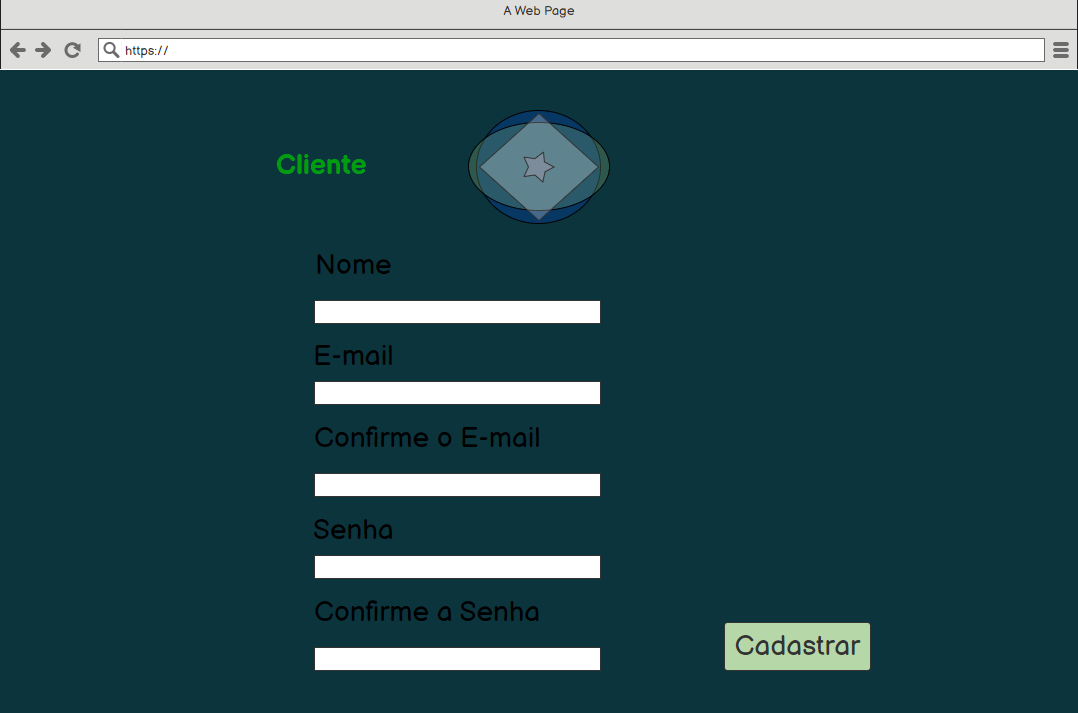 A Web Page
https://
Cliente
Nome
E-mail
Confirme o E-mail
Senha
Confirme a Senha
Cadastrar